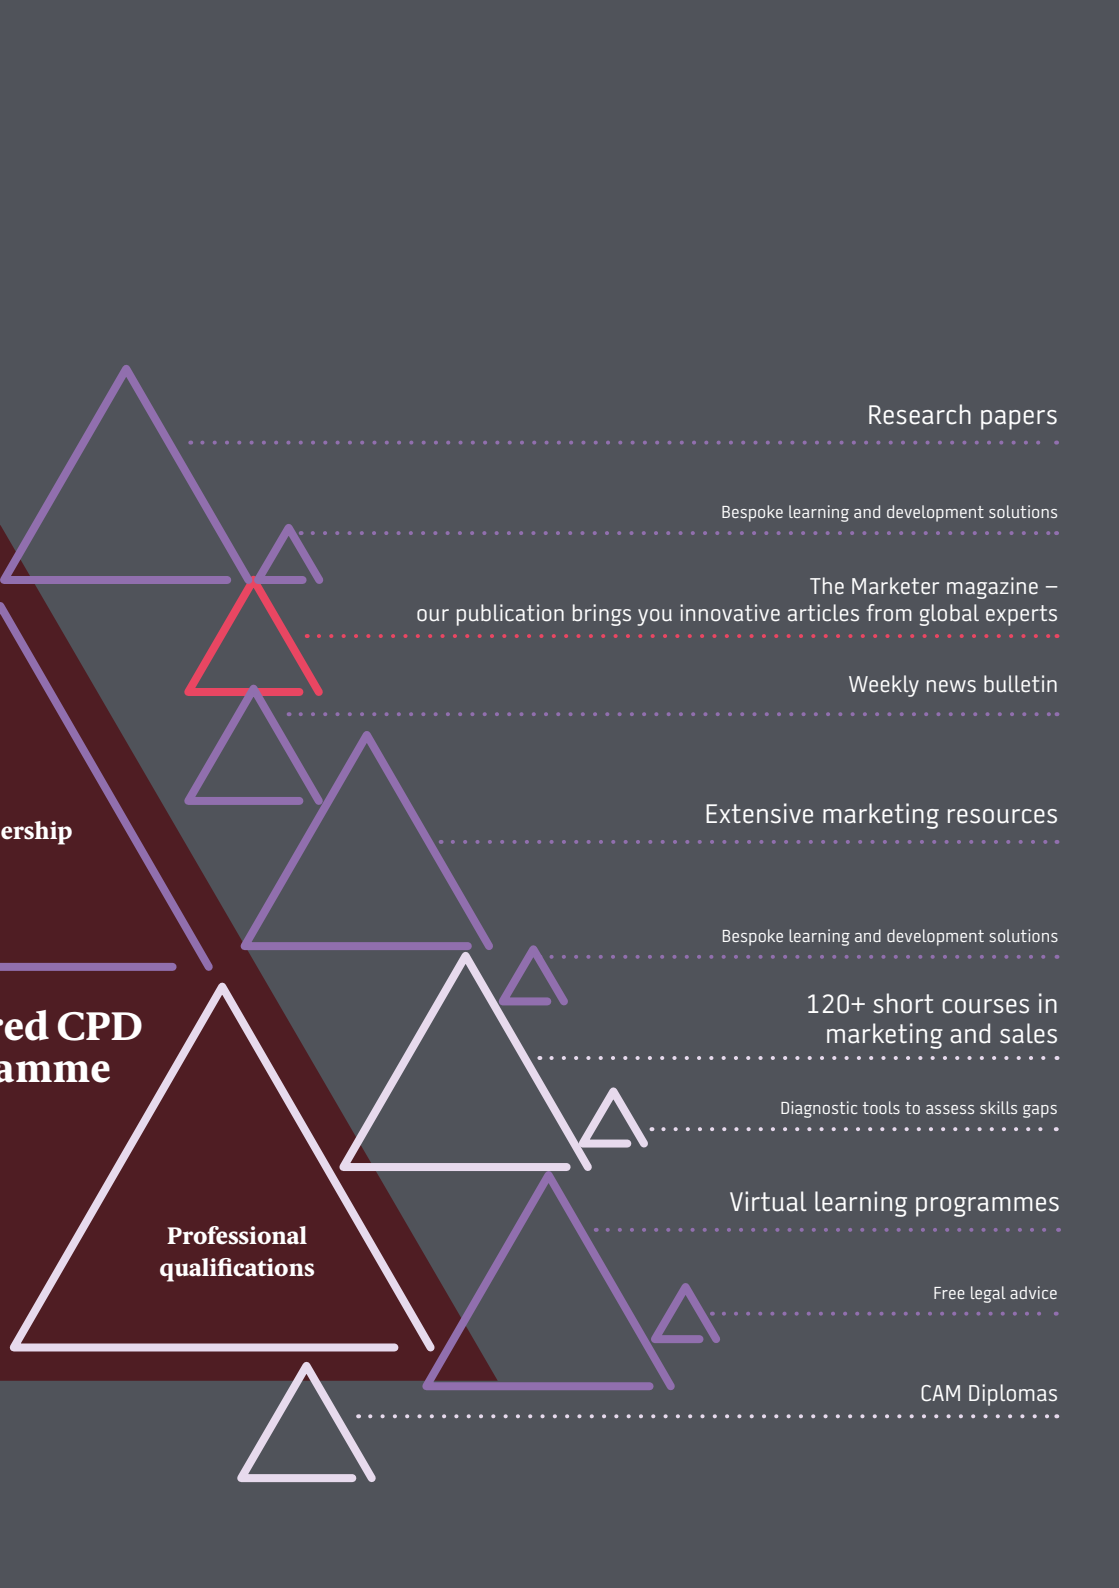 Research papers
Bespoke learning and development solutions
The Marketer magazine –
our publication brings you innovative articles from global experts
Weekly news bulletin
Extensive marketing resources
ership
Bespoke learning and development solutions
120+ short courses in
marketing and sales
red CPD
amme
Diagnostic tools to assess skills gaps
Virtual learning programmes
Professional
qualifications
Free legal advice
CAM Diplomas